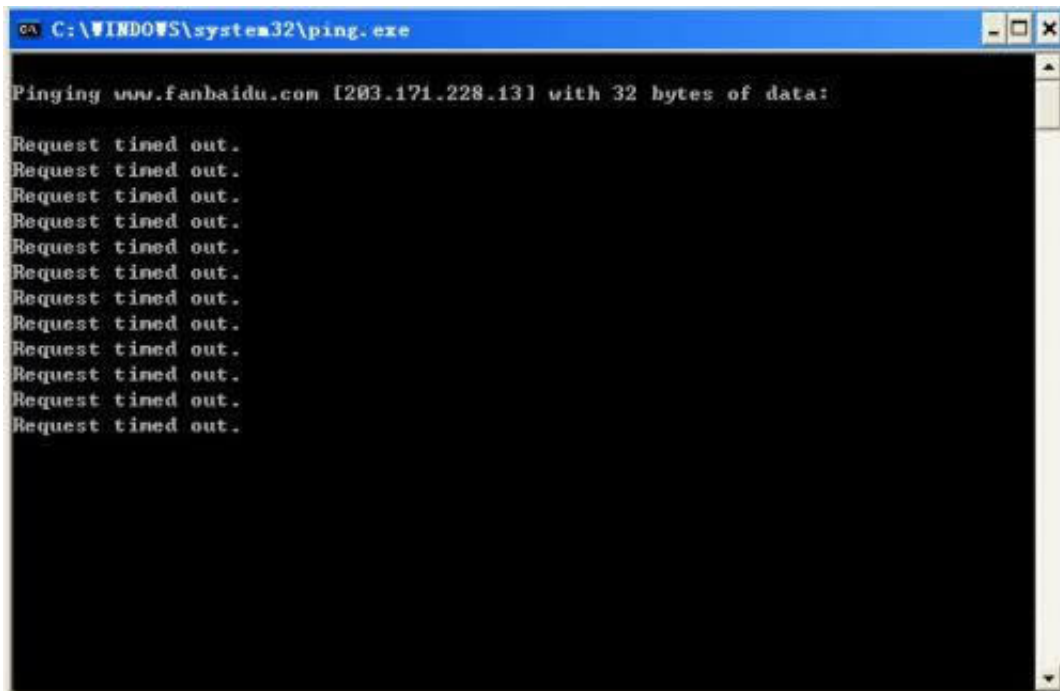 C:\WINDOWS\system32\ping.exe
Pinging www.fanbaidu.com [203.171.228.13] with 32 bytes of data:
Request timed out.
Request timed out.
Request timed out.
Request timed out.
Request timed out.
Request timed out.
Request timed out.
Request timed out.
Request timed out.
Request timed out.
Request timed out.
Request timed out.